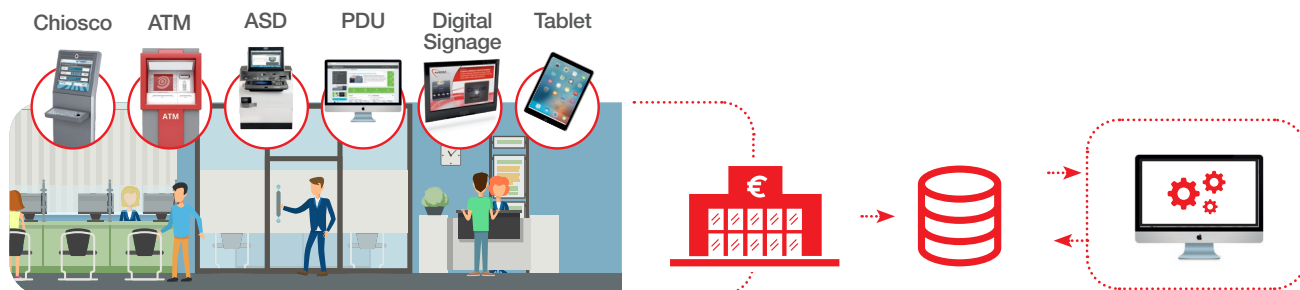 Chiosco
ATM
ASD
PDU
Digital
Signage
Tablet
ATM
€